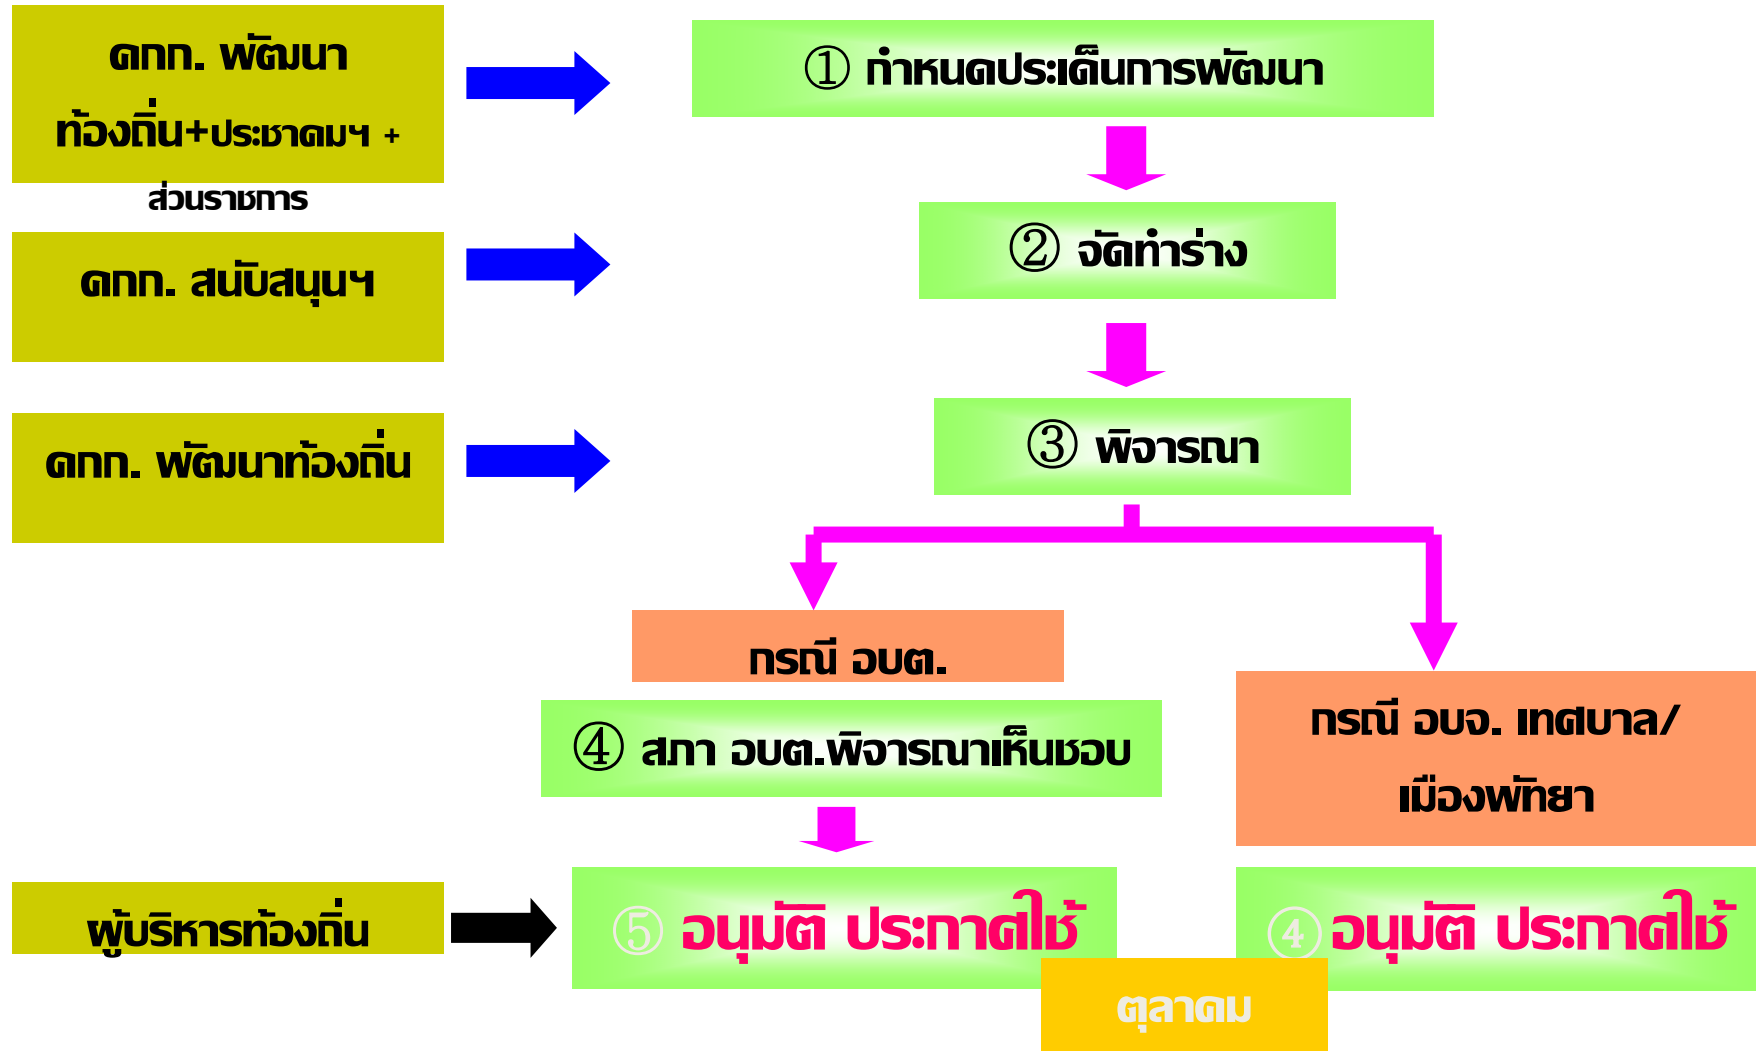 คกก. พัฒนา
ท้องถิ่น+ประชาคมฯ +
ส่วนราชการ
① กำหนดประเด็นการพัฒนา
คกก. สนับสนุนฯ
② จัดทำร่าง
คกก. พัฒนาท้องถิ่น
③ พิจารณา
กรณี อบต.
④ สภา อบต.พิจารณาเห็นชอบ
กรณี อบจ. เทศบาล/
เมืองพัทยา
ผู้บริหารท้องถิ่น
⑤ อนุมัติ ประกาศใช้
④ อนุมัติ ประกาศใช้
ตุลาคม